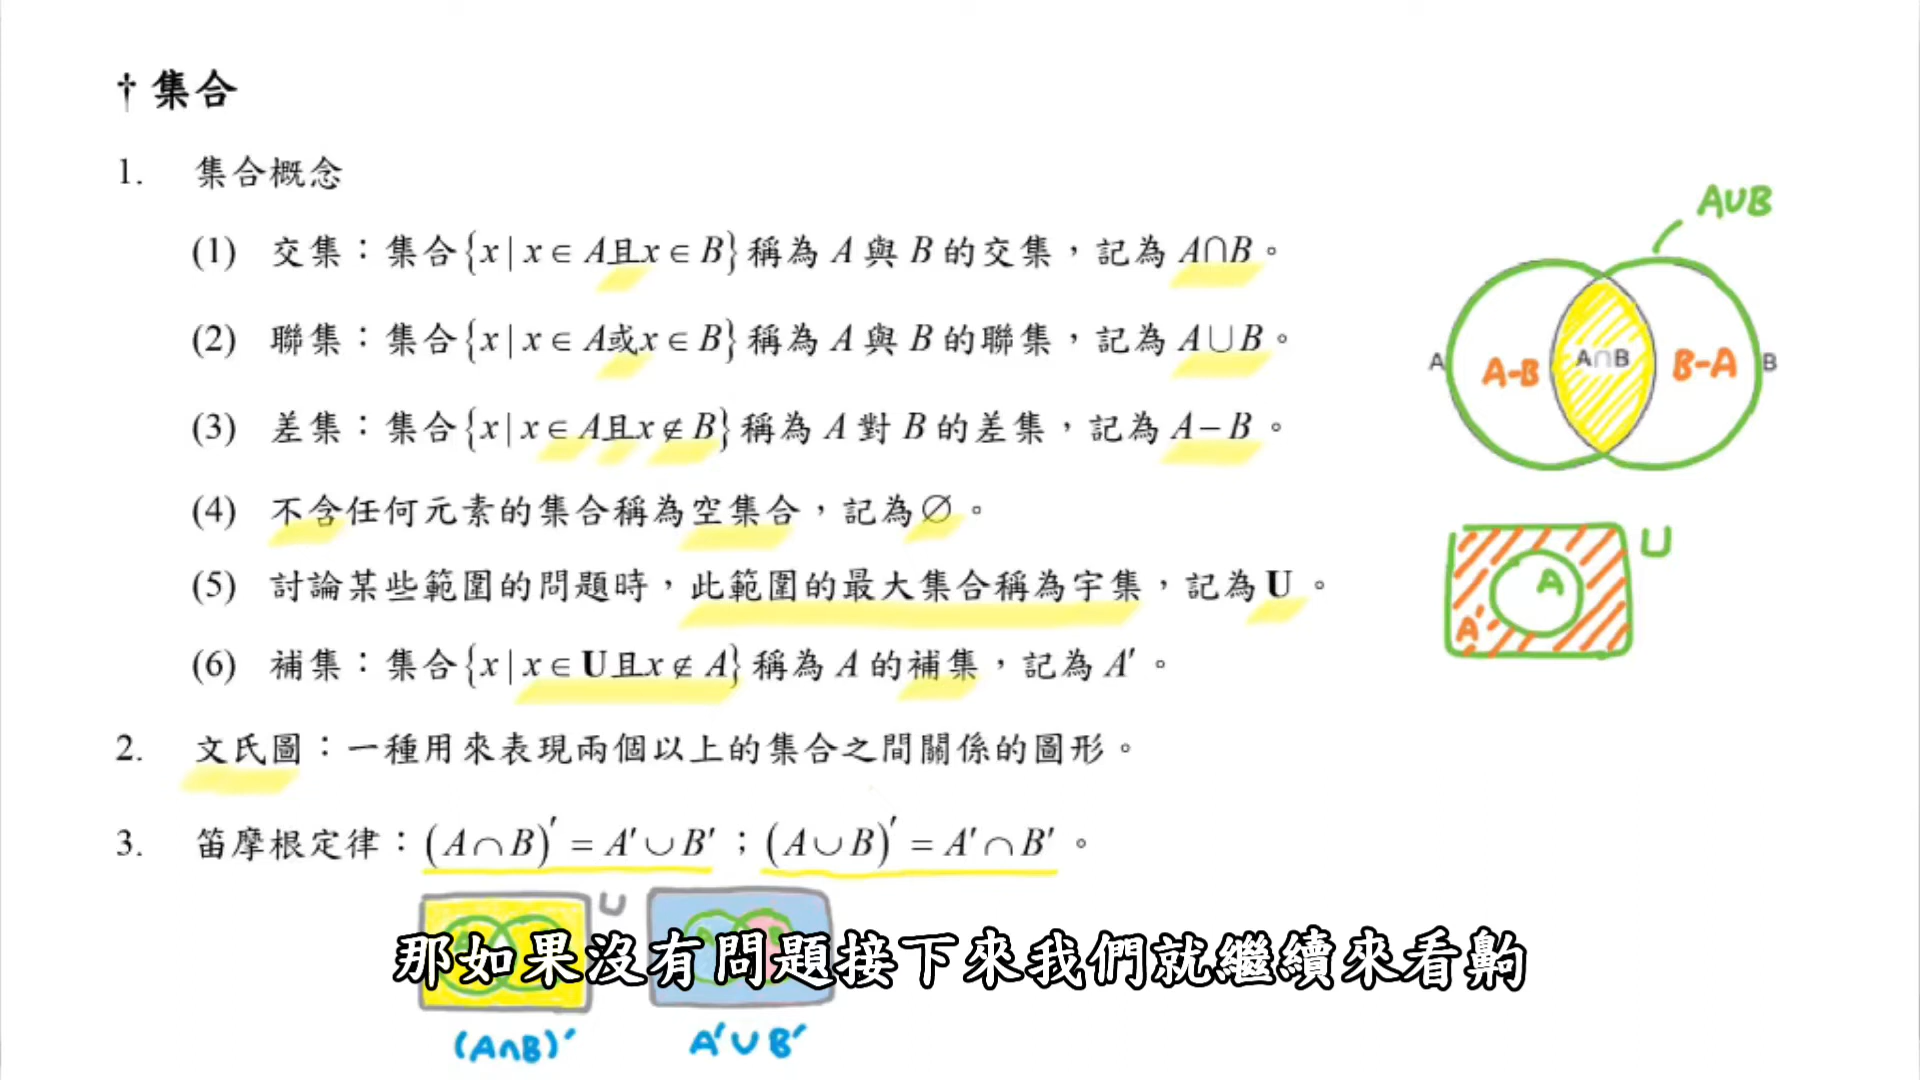 † 集合
1. 集合概念
(1) 交集：集合{x | x ∈ A且x ∈ B}稱為 A 與 B 的交集，記為 A∩B。
(2) 聯集：集合{x | x ∈ A或x ∈ B}稱為 A 與 B 的聯集，記為 A∪B。
(3) 差集：集合{x | x ∈ A且x ∉ B}稱為 A 對 B 的差集，記為 A−B。
(4) 不含任何元素的集合稱為空集合，記為∅。
(5) 討論某些範圍的問題時，此範圍的最大集合稱為宇集，記為 U。
(6) 補集：集合{x | x ∈ U且x ∉ A}稱為 A 的補集，記為 A′。
2. 文氏圖：一種用來表現兩個以上的集合之間關係的圖形。
3. 笛摩根定律：(A∩B)′ = A′∪B′；(A∪B)′ = A′∩B′。
A∪B
A
A-B
A∩B
B-A
B
U
A
A′
U
那如果沒有問題接下來我們就繼續來看齁
(A∩B)′
A′∪B′